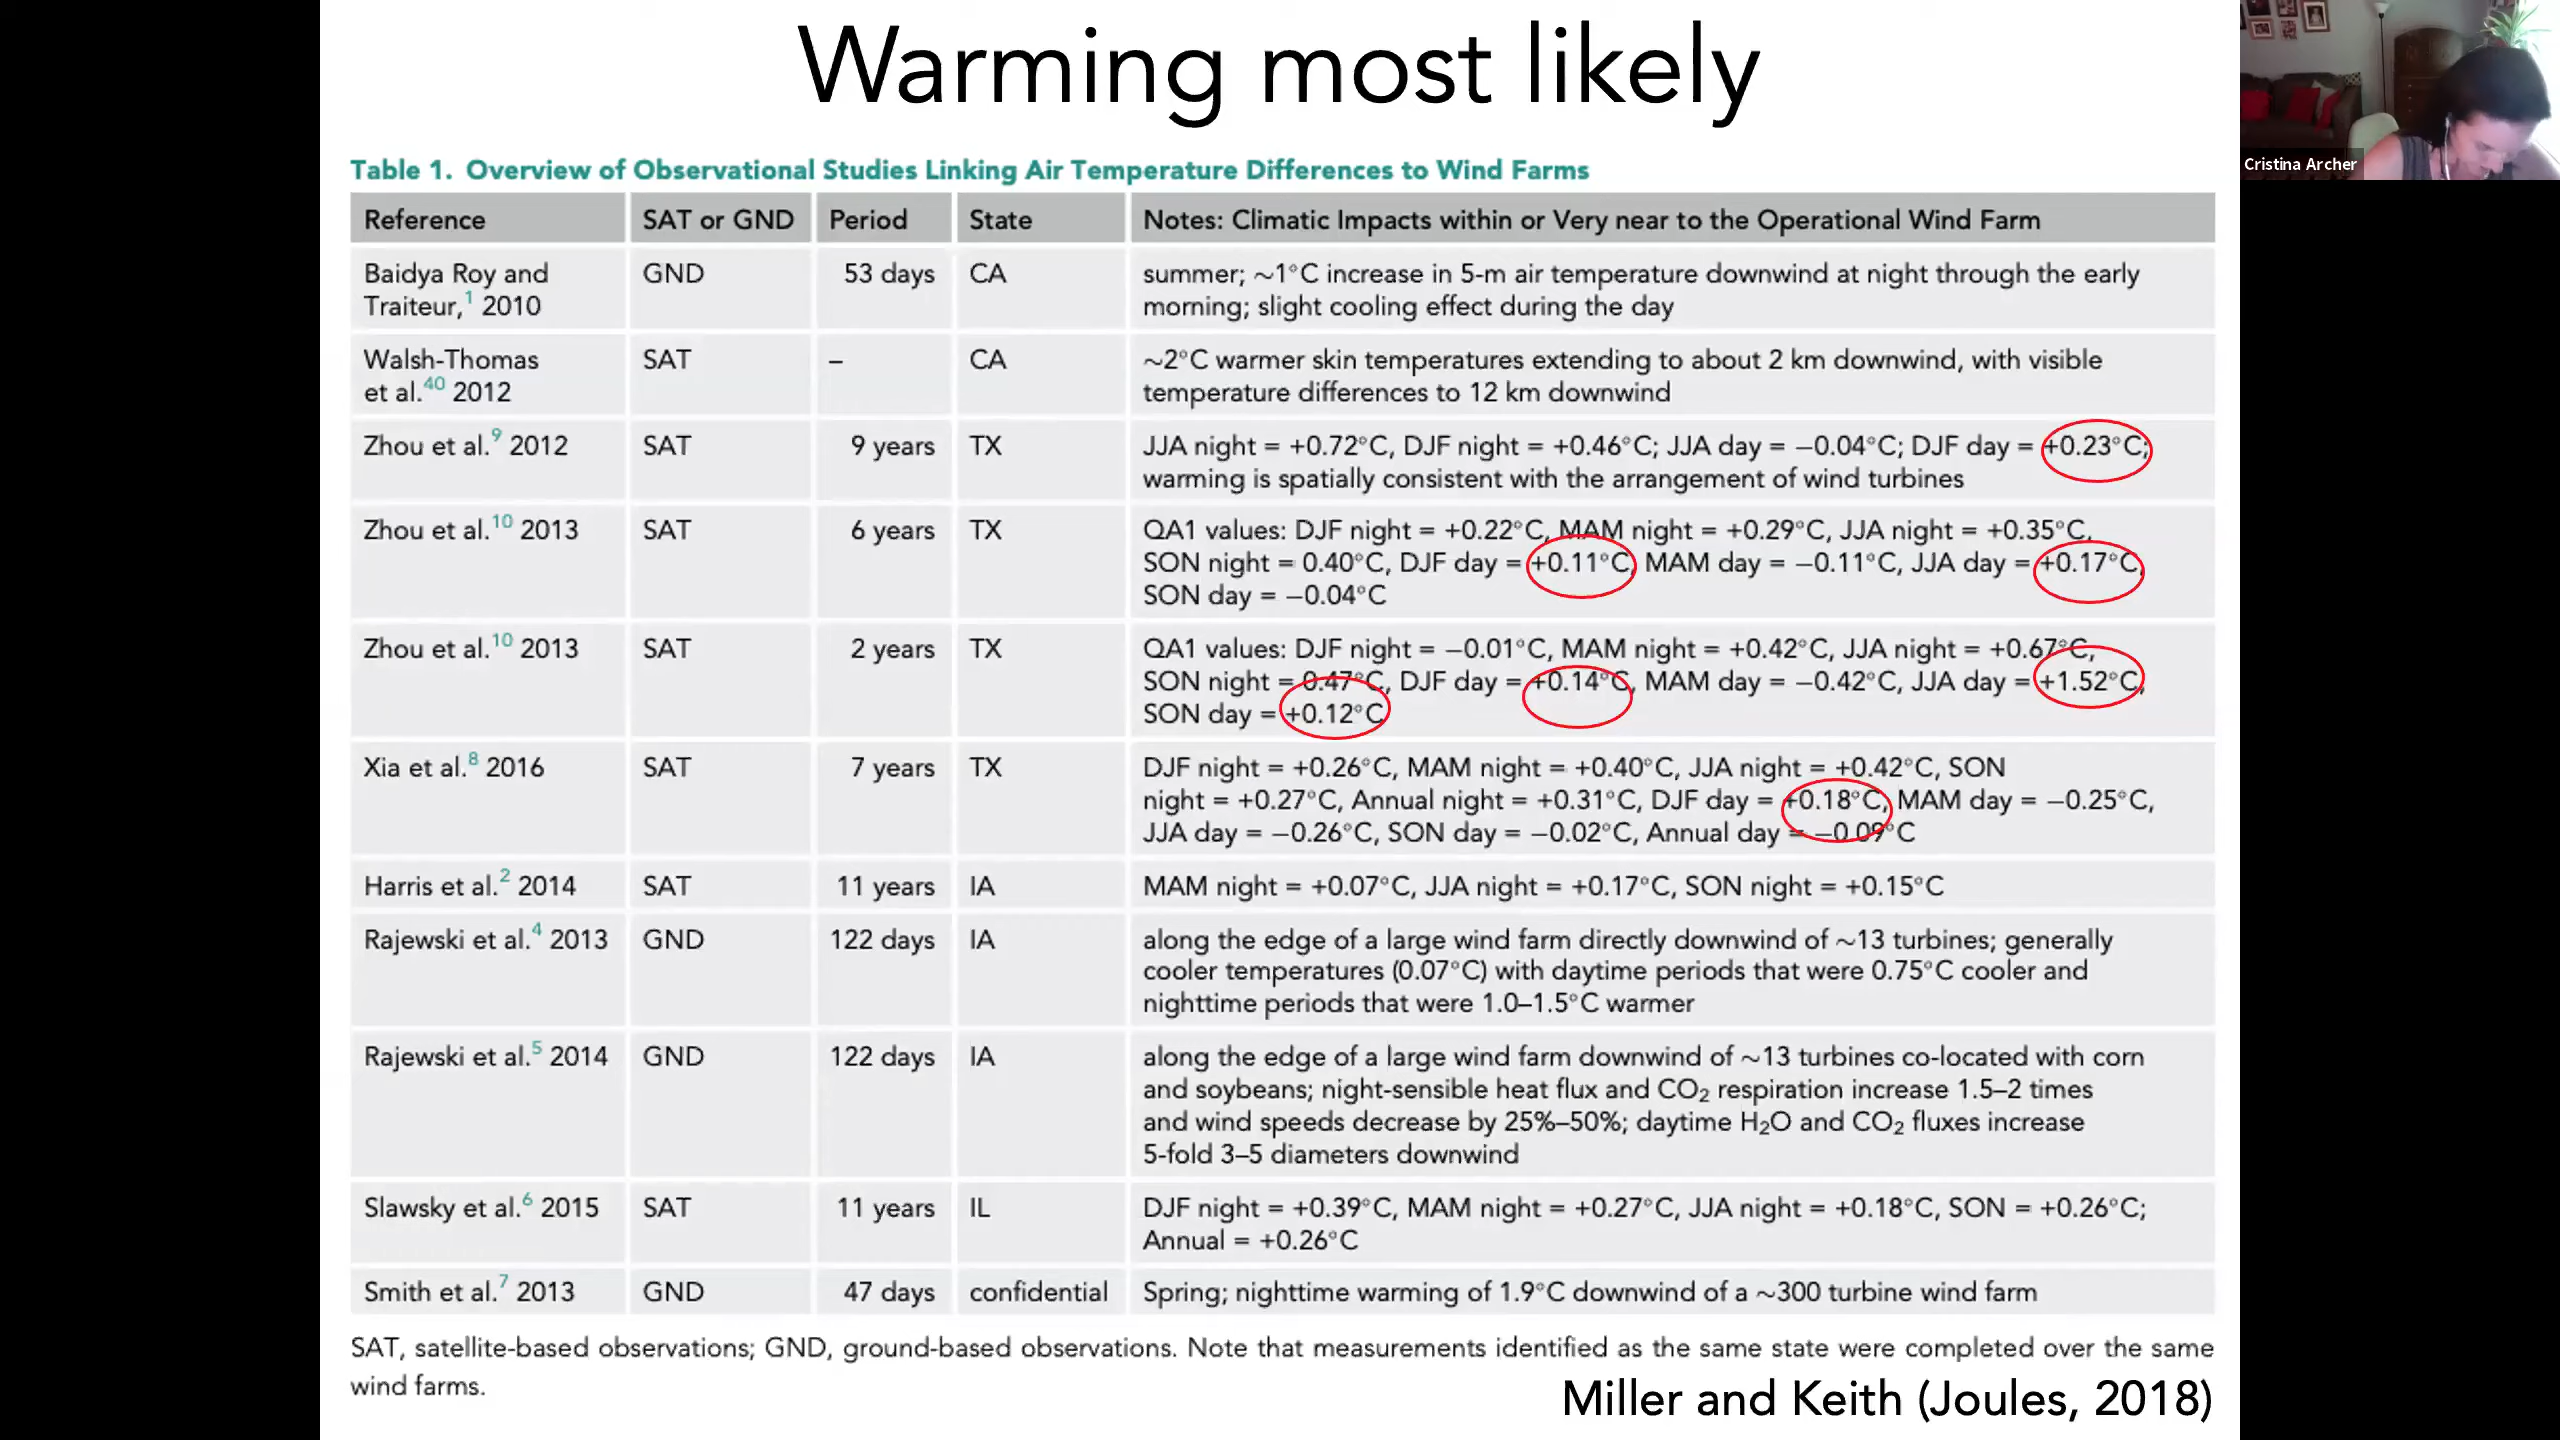 Warming most likely
Cristina Archer
Table 1. Overview of Observational Studies Linking Air Temperature Differences to Wind Farms
Reference SAT or GND Period State Notes: Climatic Impacts within or Very near to the Operational Wind Farm
Baidya Roy and
Traiteur,1 2010
GND 53 days CA
summer; ~1°C increase in 5-m air temperature downwind at night through the early
morning; slight cooling effect during the day
Walsh-Thomas
et al.40 2012
SAT – CA
~2°C warmer skin temperatures extending to about 2 km downwind, with visible
temperature differences to 12 km downwind
Zhou et al.9 2012 SAT 9 years TX
JJA night = +0.72°C, DJF night = +0.46°C; JJA day = −0.04°C; DJF day = +0.23°C;
warming is spatially consistent with the arrangement of wind turbines
Zhou et al.10 2013 SAT 6 years TX
QA1 values: DJF night = +0.22°C, MAM night = +0.29°C, JJA night = +0.35°C,
SON night = 0.40°C, DJF day = +0.11°C, MAM day = −0.11°C, JJA day = +0.17°C,
SON day = −0.04°C
Zhou et al.10 2013 SAT 2 years TX
QA1 values: DJF night = −0.01°C, MAM night = +0.42°C, JJA night = +0.67°C,
SON night = 0.47°C, DJF day = +0.14°C, MAM day = −0.42°C, JJA day = +1.52°C,
SON day = +0.12°C
Xia et al.8 2016 SAT 7 years TX
DJF night = +0.26°C, MAM night = +0.40°C, JJA night = +0.42°C, SON
night = +0.27°C, Annual night = +0.31°C, DJF day = +0.18°C, MAM day = −0.25°C,
JJA day = −0.26°C, SON day = −0.02°C, Annual day = −0.09°C
Harris et al.2 2014 SAT 11 years IA MAM night = +0.07°C, JJA night = +0.17°C, SON night = +0.15°C
Rajewski et al.4 2013 GND 122 days IA
along the edge of a large wind farm directly downwind of ~13 turbines; generally
cooler temperatures (0.07°C) with daytime periods that were 0.75°C cooler and
nighttime periods that were 1.0–1.5°C warmer
Rajewski et al.5 2014 GND 122 days IA
along the edge of a large wind farm downwind of ~13 turbines co-located with corn
and soybeans; night-sensible heat flux and CO2 respiration increase 1.5–2 times
and wind speeds decrease by 25%–50%; daytime H2O and CO2 fluxes increase
5-fold 3–5 diameters downwind
Slawsky et al.6 2015 SAT 11 years IL
DJF night = +0.39°C, MAM night = +0.27°C, JJA night = +0.18°C, SON = +0.26°C;
Annual = +0.26°C
Smith et al.7 2013 GND 47 days confidential Spring; nighttime warming of 1.9°C downwind of a ~300 turbine wind farm
SAT, satellite-based observations; GND, ground-based observations. Note that measurements identified as the same state were completed over the same
wind farms.
Miller and Keith (Joules, 2018)